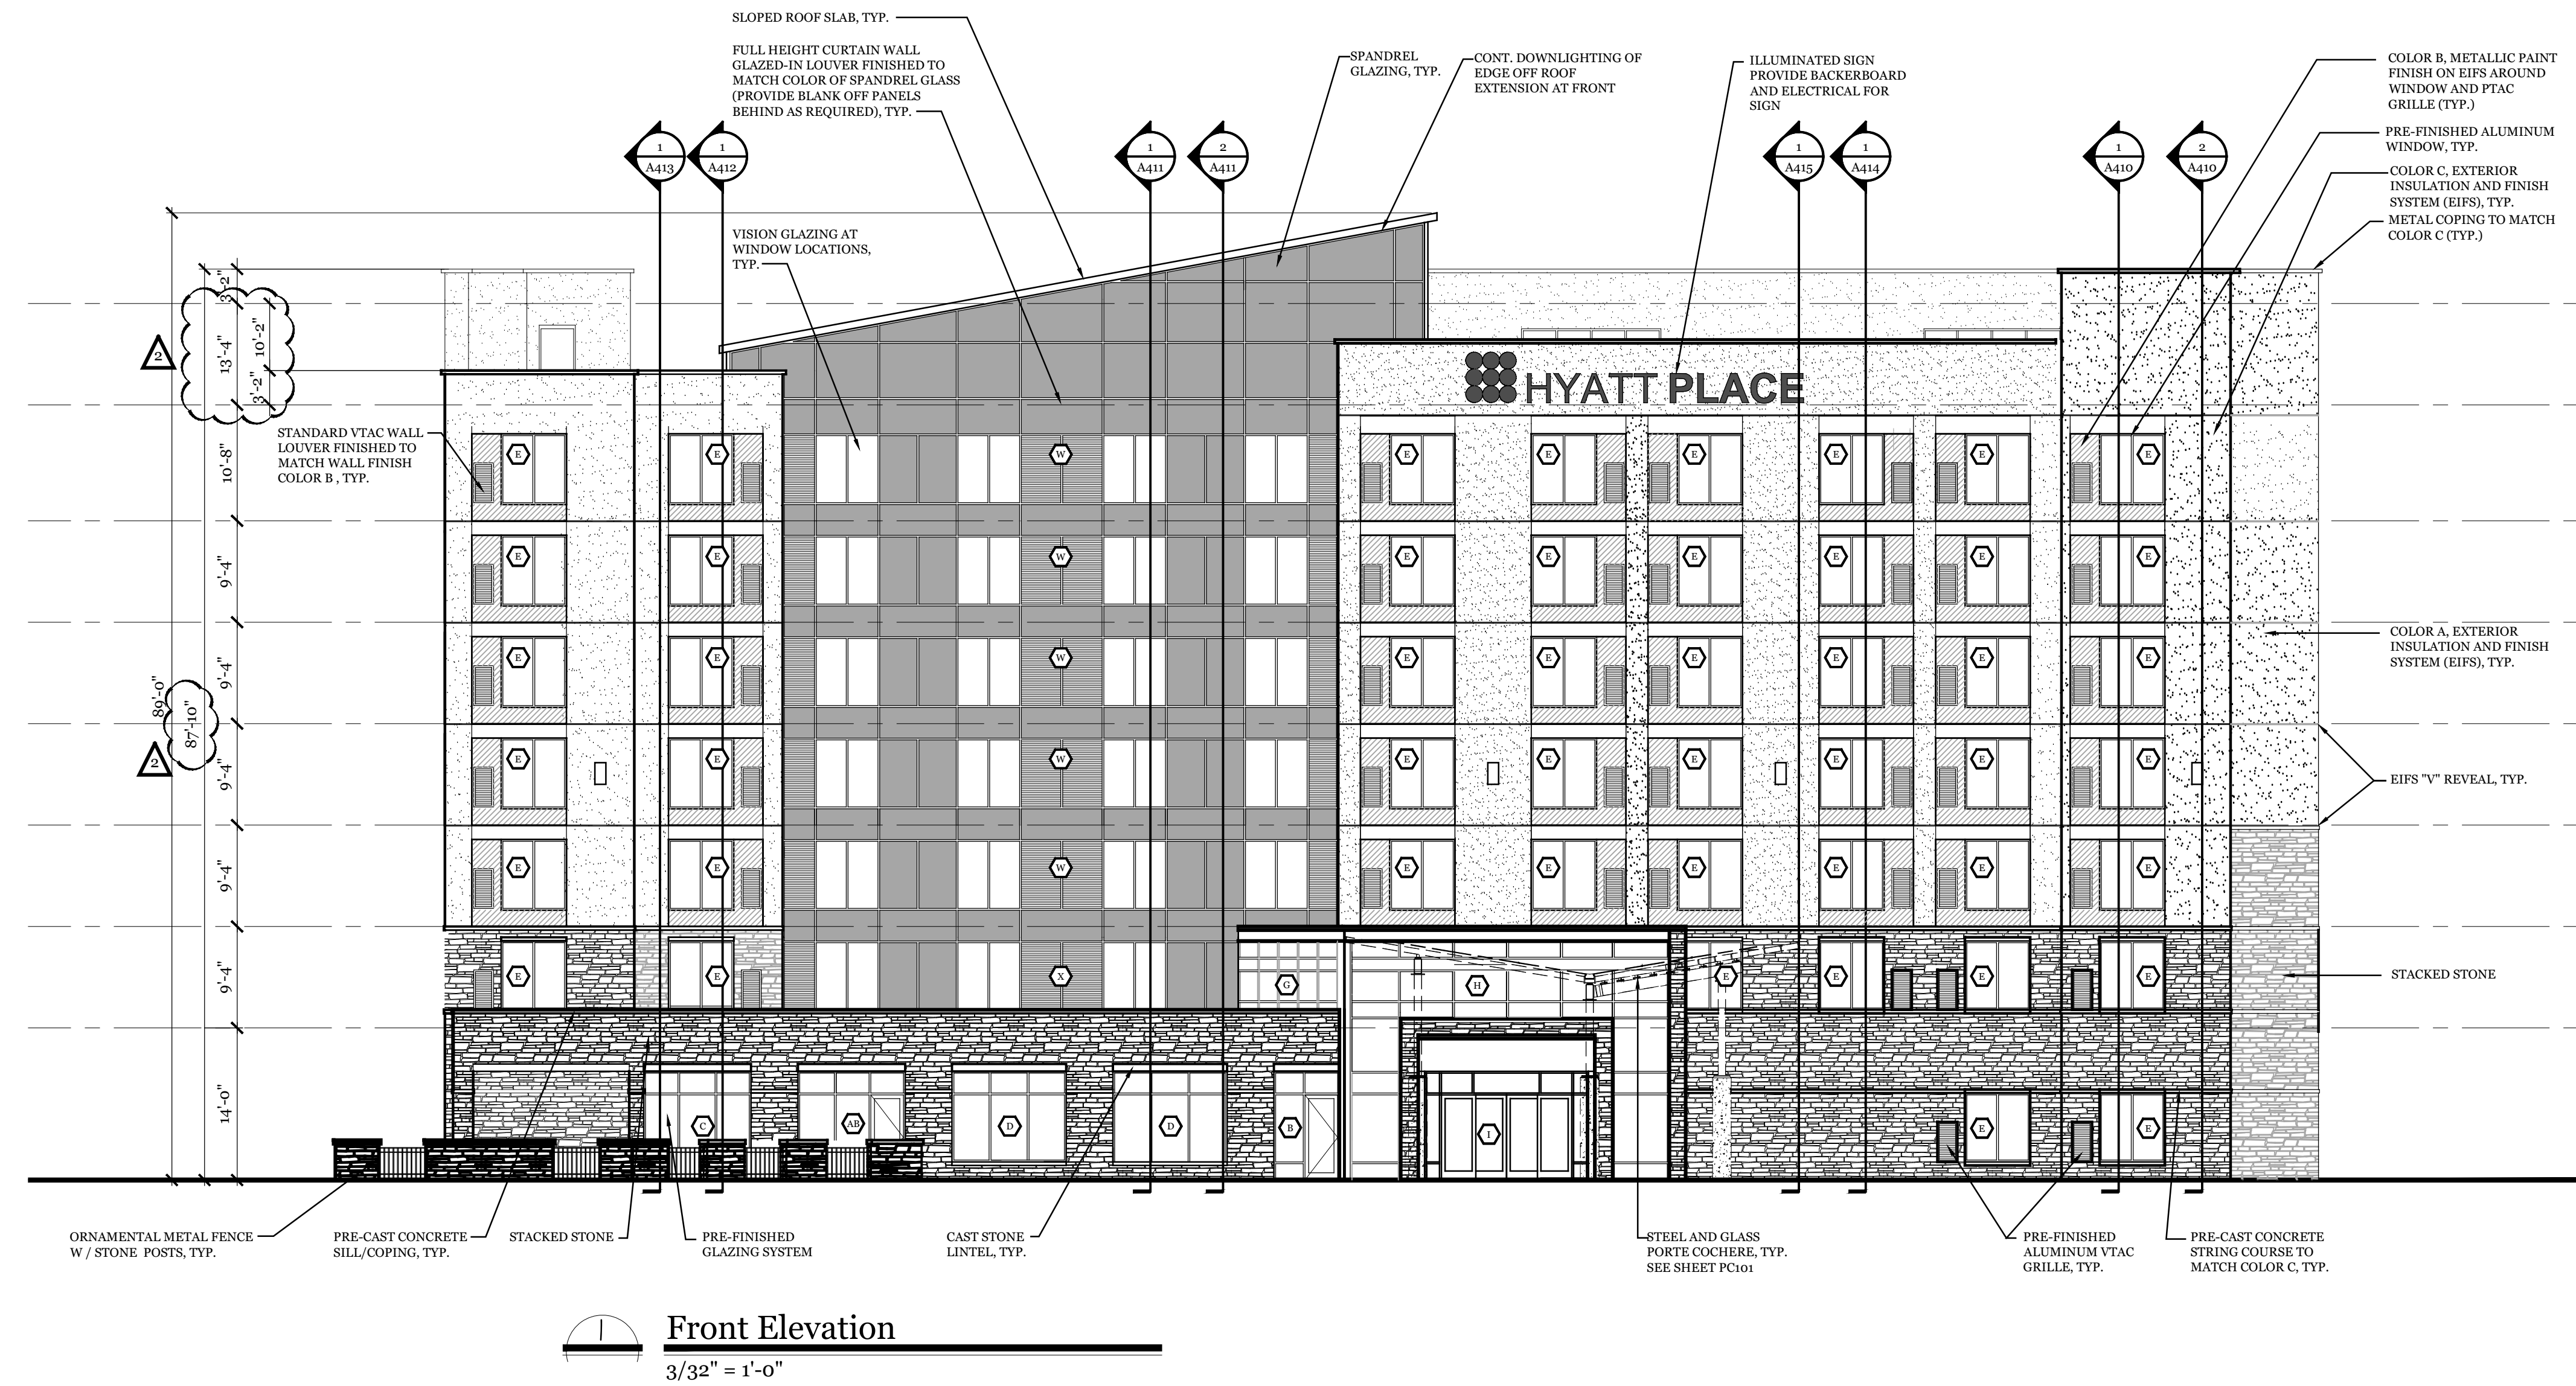 SLOPED ROOF SLAB, TYP.
FULL HEIGHT CURTAIN WALL
GLAZED-IN LOUVER FINISHED TO
MATCH COLOR OF SPANDREL GLASS
(PROVIDE BLANK OFF PANELS
BEHIND AS REQUIRED), TYP.
SPANDREL
GLAZING, TYP.
CONT. DOWNLIGHTING OF
EDGE OFF ROOF
EXTENSION AT FRONT
ILLUMINATED SIGN
PROVIDE BACKERBOARD
AND ELECTRICAL FOR
SIGN
COLOR B, METALLIC PAINT
FINISH ON EIFS AROUND
WINDOW AND PTAC
GRILLE (TYP.)
PRE-FINISHED ALUMINUM
WINDOW, TYP.
COLOR C, EXTERIOR
INSULATION AND FINISH
SYSTEM (EIFS), TYP.
METAL COPING TO MATCH
COLOR C (TYP.)
1
A413
1
A412
1
A411
2
A411
1
A415
1
A414
1
A410
2
A410
VISION GLAZING AT
WINDOW LOCATIONS,
TYP.
3'-2"
13'-4"
10'-2"
3'-2"
2
HYATT PLACE
STANDARD VTAC WALL
LOUVER FINISHED TO
MATCH WALL FINISH
COLOR B , TYP.
10'-8"
E E W E E E E E E
9'-4"
E E W E E E E E E
9'-4"
E E W E E E E E E
COLOR A, EXTERIOR
INSULATION AND FINISH
SYSTEM (EIFS), TYP.
89'-0"
87'-10"
2
9'-4"
E E W E E E E E E
EIFS "V" REVEAL, TYP.
9'-4"
E E W E E E E E E
9'-4"
E E X G H E E E E
STACKED STONE
14'-0"
C AB D D B I E E
ORNAMENTAL METAL FENCE
W / STONE POSTS, TYP.
PRE-CAST CONCRETE
SILL/COPING, TYP.
STACKED STONE
PRE-FINISHED
GLAZING SYSTEM
CAST STONE
LINTEL, TYP.
STEEL AND GLASS
PORTE COCHERE, TYP.
SEE SHEET PC101
PRE-FINISHED
ALUMINUM VTAC
GRILLE, TYP.
PRE-CAST CONCRETE
STRING COURSE TO
MATCH COLOR C, TYP.
1
Front Elevation
3/32" = 1'-0"